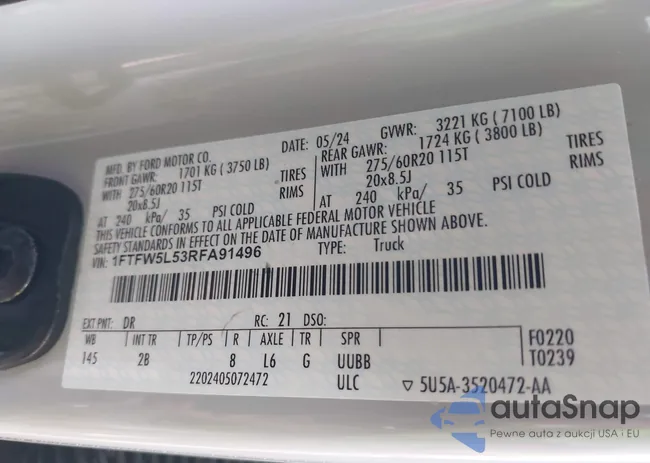 MFD. BY FORD MOTOR CO. DATE: 05/24 GVWR: 3221 KG ( 7100 LB)
FRONT GAWR: 1701 KG ( 3750 LB) REAR GAWR: 1724 KG ( 3800 LB)
WITH 275/60R20 115T TIRES WITH 275/60R20 115T TIRES
20x8.5J RIMS 20x8.5J RIMS
AT 240 kPa/ 35 PSI COLD AT 240 kPa/ 35 PSI COLD
THIS VEHICLE CONFORMS TO ALL APPLICABLE FEDERAL MOTOR VEHICLE
SAFETY STANDARDS IN EFFECT ON THE DATE OF MANUFACTURE SHOWN ABOVE.
VIN: 1FTFW5L53RFA91496 TYPE: Truck
EXT PNT: DR RC: 21 DSO:
WB INT TR TP/PS R AXLE TR SPR F0220
145 2B 8 L6 G UUBB T0239
2202405072472 ULC ▽ 5U5A-3520472-AA
autaSnap
Pewne auta z aukcji USA i EU